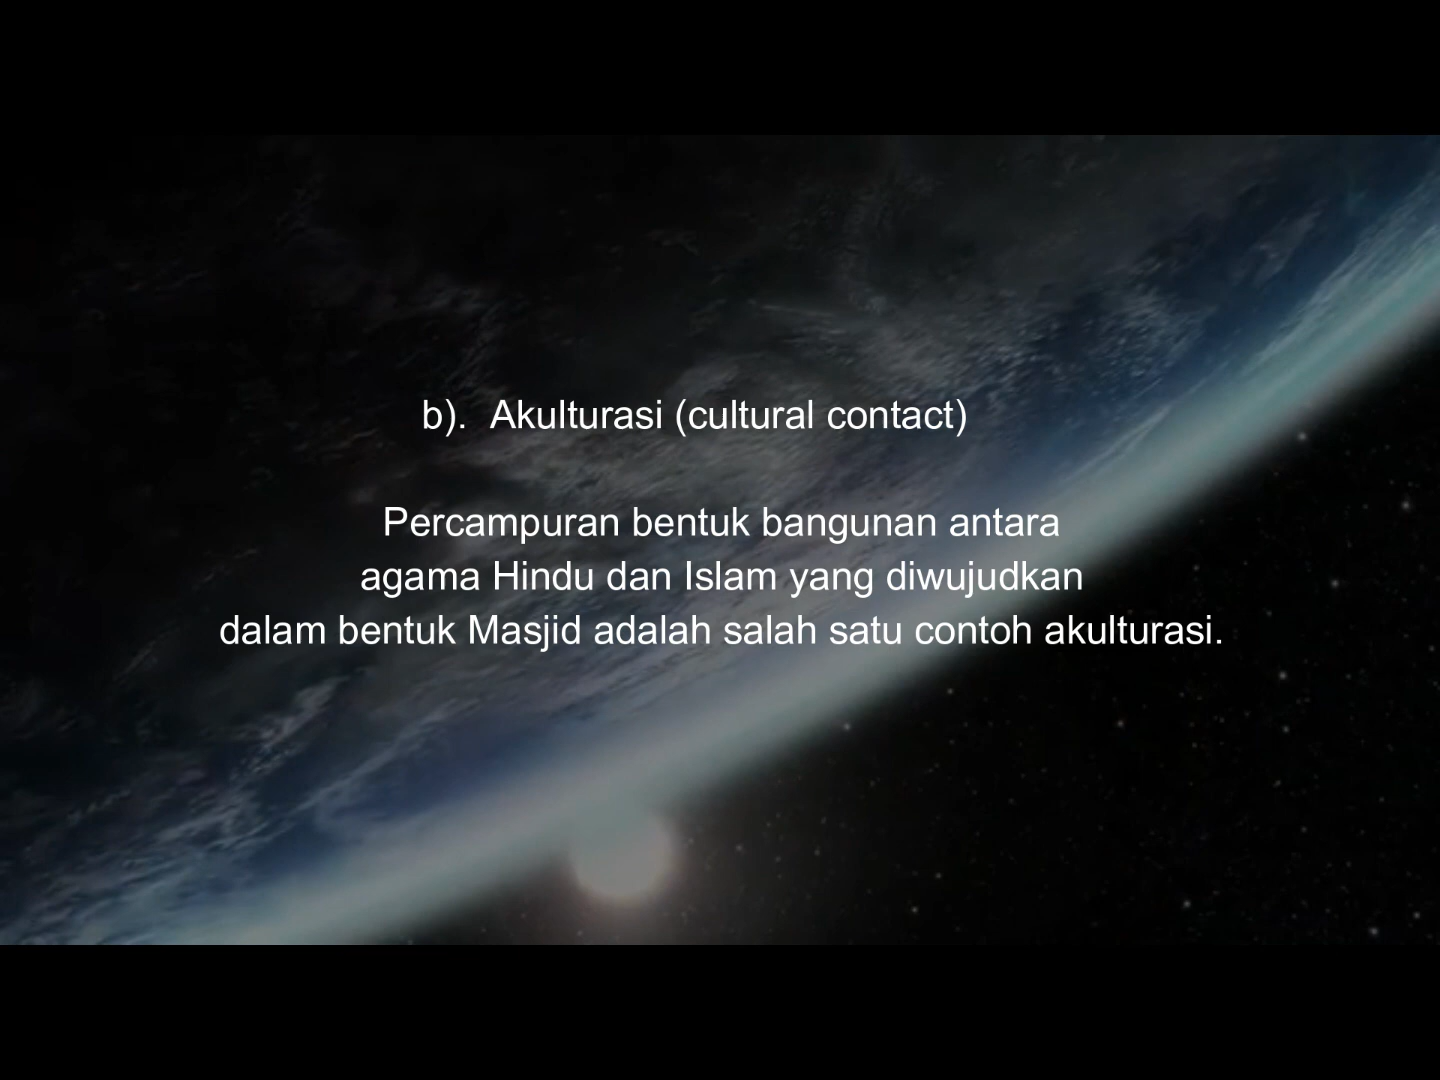 b).  Akulturasi (cultural contact)
Percampuran bentuk bangunan antara
agama Hindu dan Islam yang diwujudkan
dalam bentuk Masjid adalah salah satu contoh akulturasi.